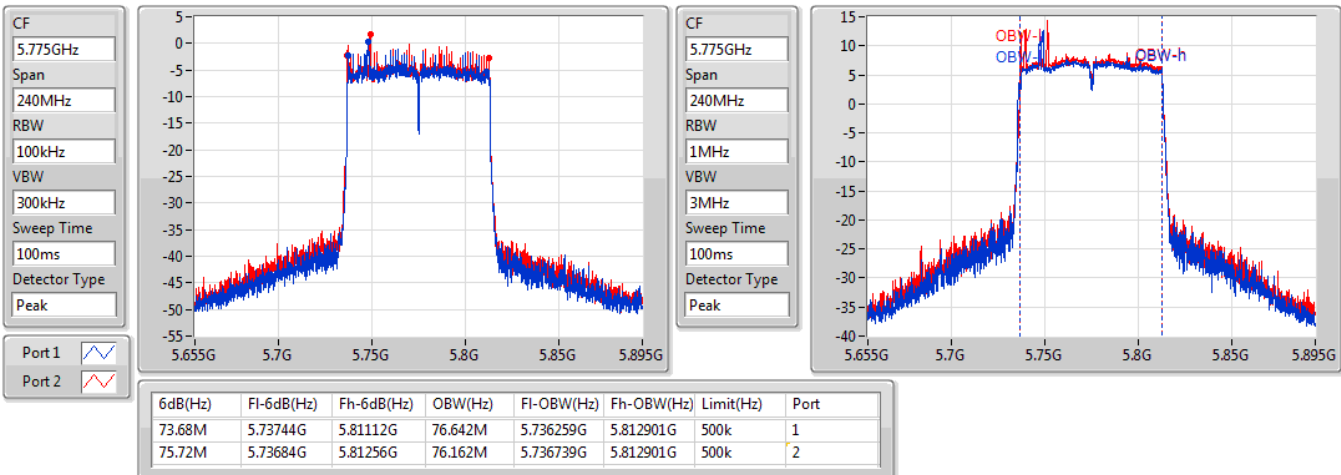 CF
5.775GHz
Span
240MHz
RBW
100kHz
VBW
300kHz
Sweep Time
100ms
Detector Type
Peak
5
0
-5
-10
-15
-20
-25
-30
-35
-40
-45
-50
-55
5.655G 5.7G 5.75G 5.8G 5.85G 5.895G
CF
5.775GHz
Span
240MHz
RBW
1MHz
VBW
3MHz
Sweep Time
100ms
Detector Type
Peak
15
10
5
0
-5
-10
-15
-20
-25
-30
-35
-40
5.655G 5.7G 5.75G 5.8G 5.85G 5.895G
OBW-h
Port 1
Port 2
6dB(Hz) Fl-6dB(Hz) Fh-6dB(Hz) OBW(Hz) Fl-OBW(Hz) Fh-OBW(Hz) Limit(Hz) Port
73.68M 5.73744G 5.81112G 76.642M 5.736259G 5.812901G 500k 1
75.72M 5.73684G 5.81256G 76.162M 5.736739G 5.812901G 500k 2